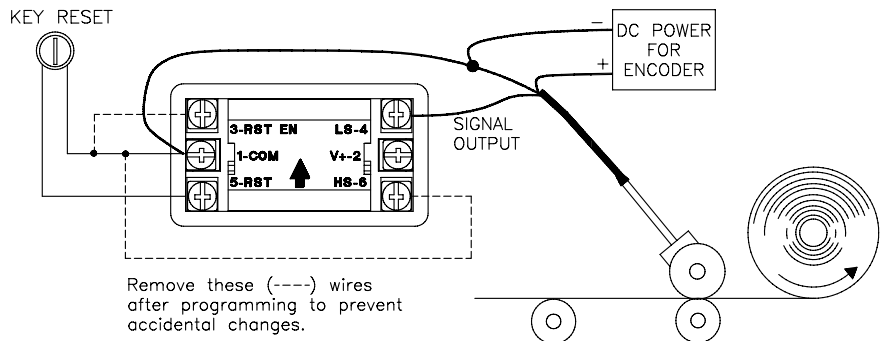 KEY RESET
−
DC POWER
FOR
ENCODER
+
3-RST EN
LS-4
SIGNAL
OUTPUT
1-COM
V+-2
5-RST
HS-6
Remove these (----) wires
after programming to prevent
accidental changes.